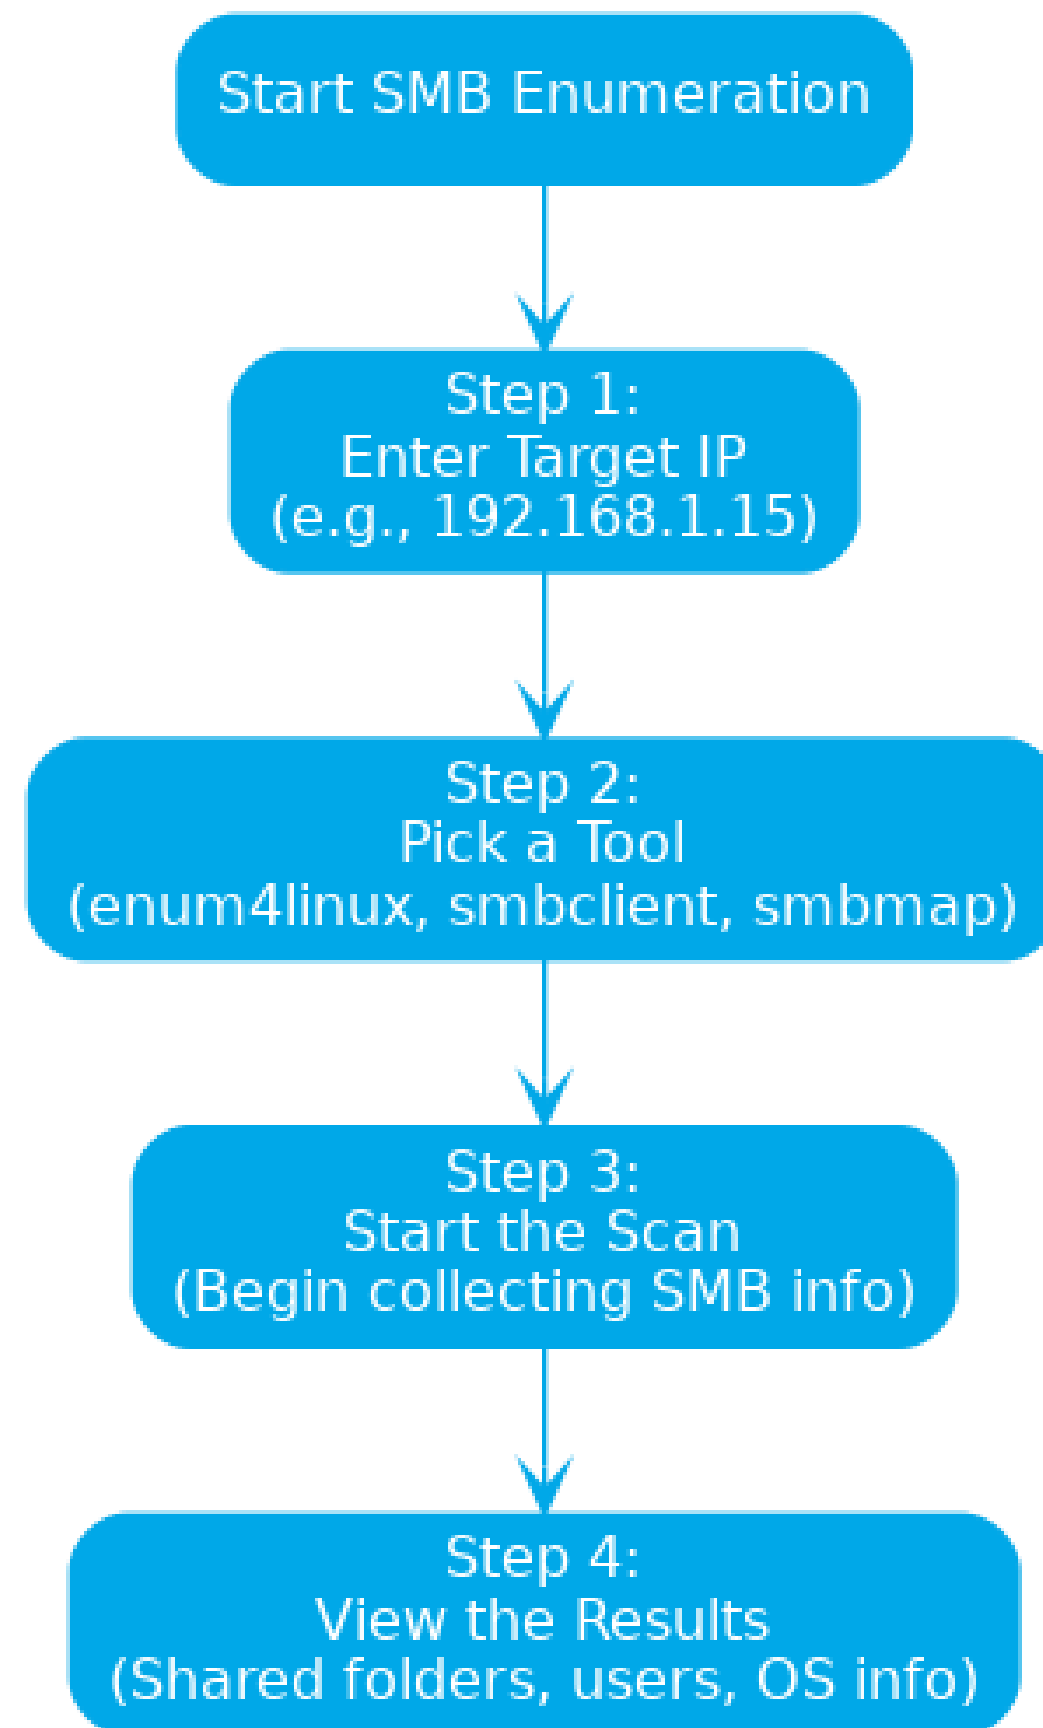 Start SMB Enumeration
Step 1:
Enter Target IP
(e.g., 192.168.1.15)
Step 2:
Pick a Tool
(enum4linux, smbclient, smbmap)
Step 3:
Start the Scan
(Begin collecting SMB info)
Step 4:
View the Results
(Shared folders, users, OS info)